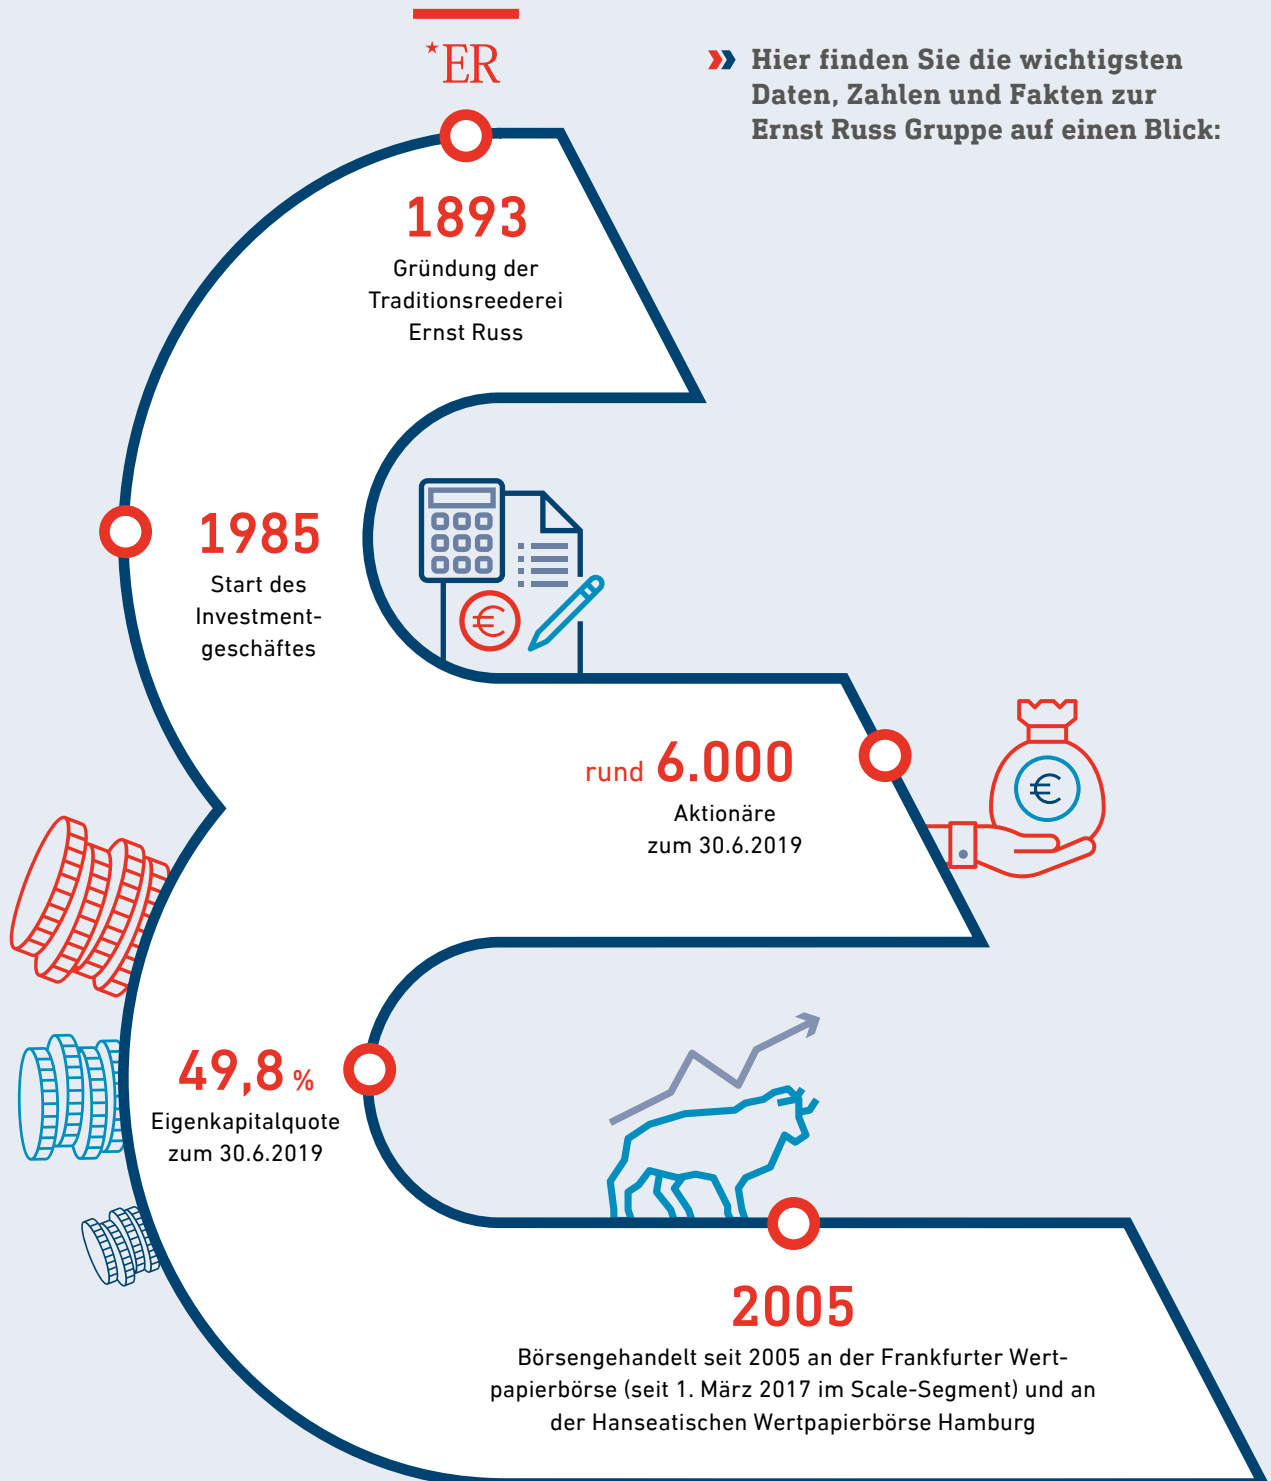 *ER
Hier finden Sie die wichtigsten
Daten, Zahlen und Fakten zur
Ernst Russ Gruppe auf einen Blick:
1893
Gründung der
Traditionsreederei
Ernst Russ
1985
Start des
Investment-
geschäftes
€
rund 6.000
Aktionäre
zum 30.6.2019
€
49,8 %
Eigenkapitalquote
zum 30.6.2019
2005
Börsengehandelt seit 2005 an der Frankfurter Wert-
papierbörse (seit 1. März 2017 im Scale-Segment) und an
der Hanseatischen Wertpapierbörse Hamburg